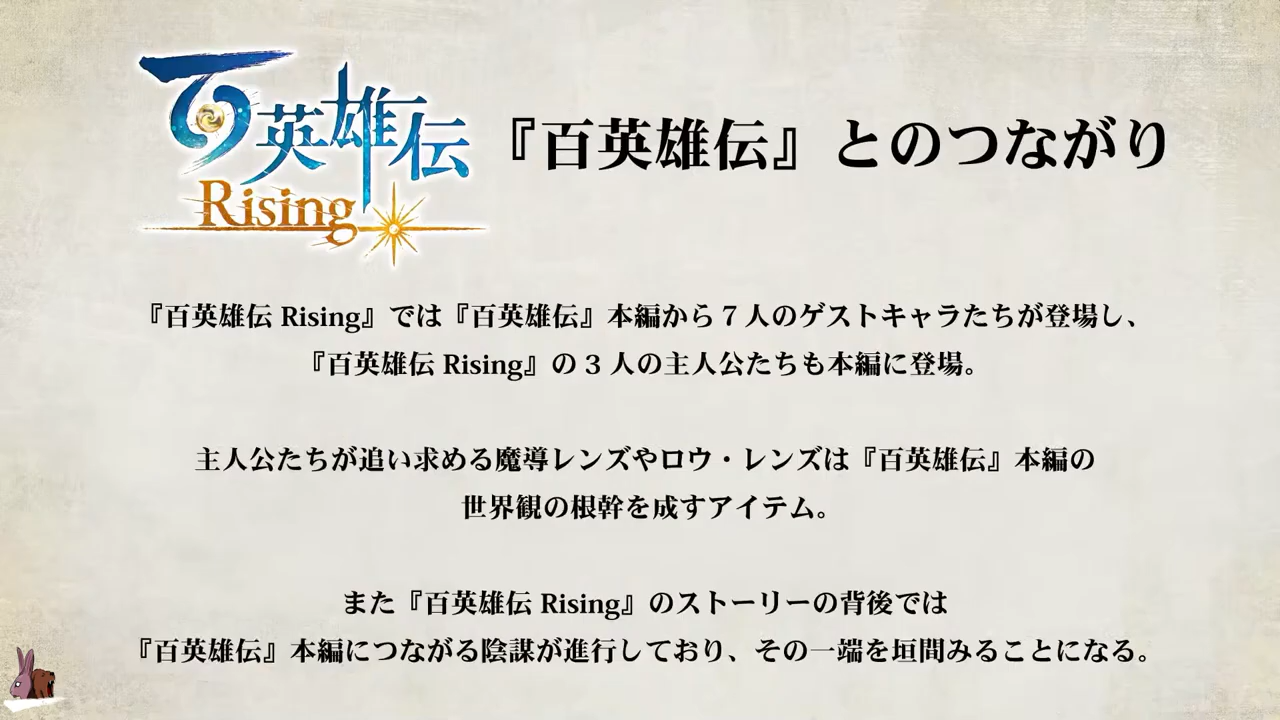 百英雄伝
Rising
『百英雄伝』とのつながり
『百英雄伝 Rising』では『百英雄伝』本編から7人のゲストキャラたちが登場し、
『百英雄伝 Rising』の3人の主人公たちも本編に登場。
主人公たちが追い求める魔導レンズやロウ・レンズは『百英雄伝』本編の
世界観の根幹を成すアイテム。
また『百英雄伝 Rising』のストーリーの背後では
『百英雄伝』本編につながる陰謀が進行しており、その一端を垣間みることになる。